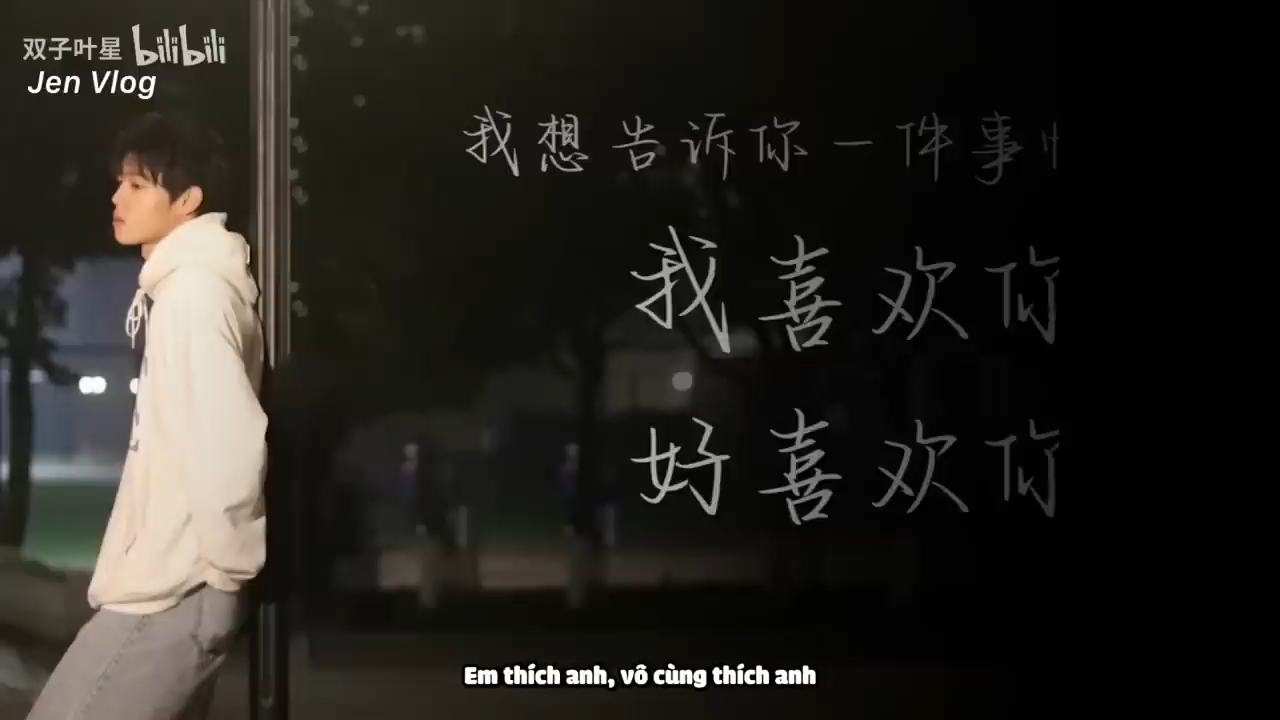 双子叶星 bilibili
Jen Vlog
我想告诉你一件事
我喜欢你
好喜欢你
Em thích anh, vô cùng thích anh